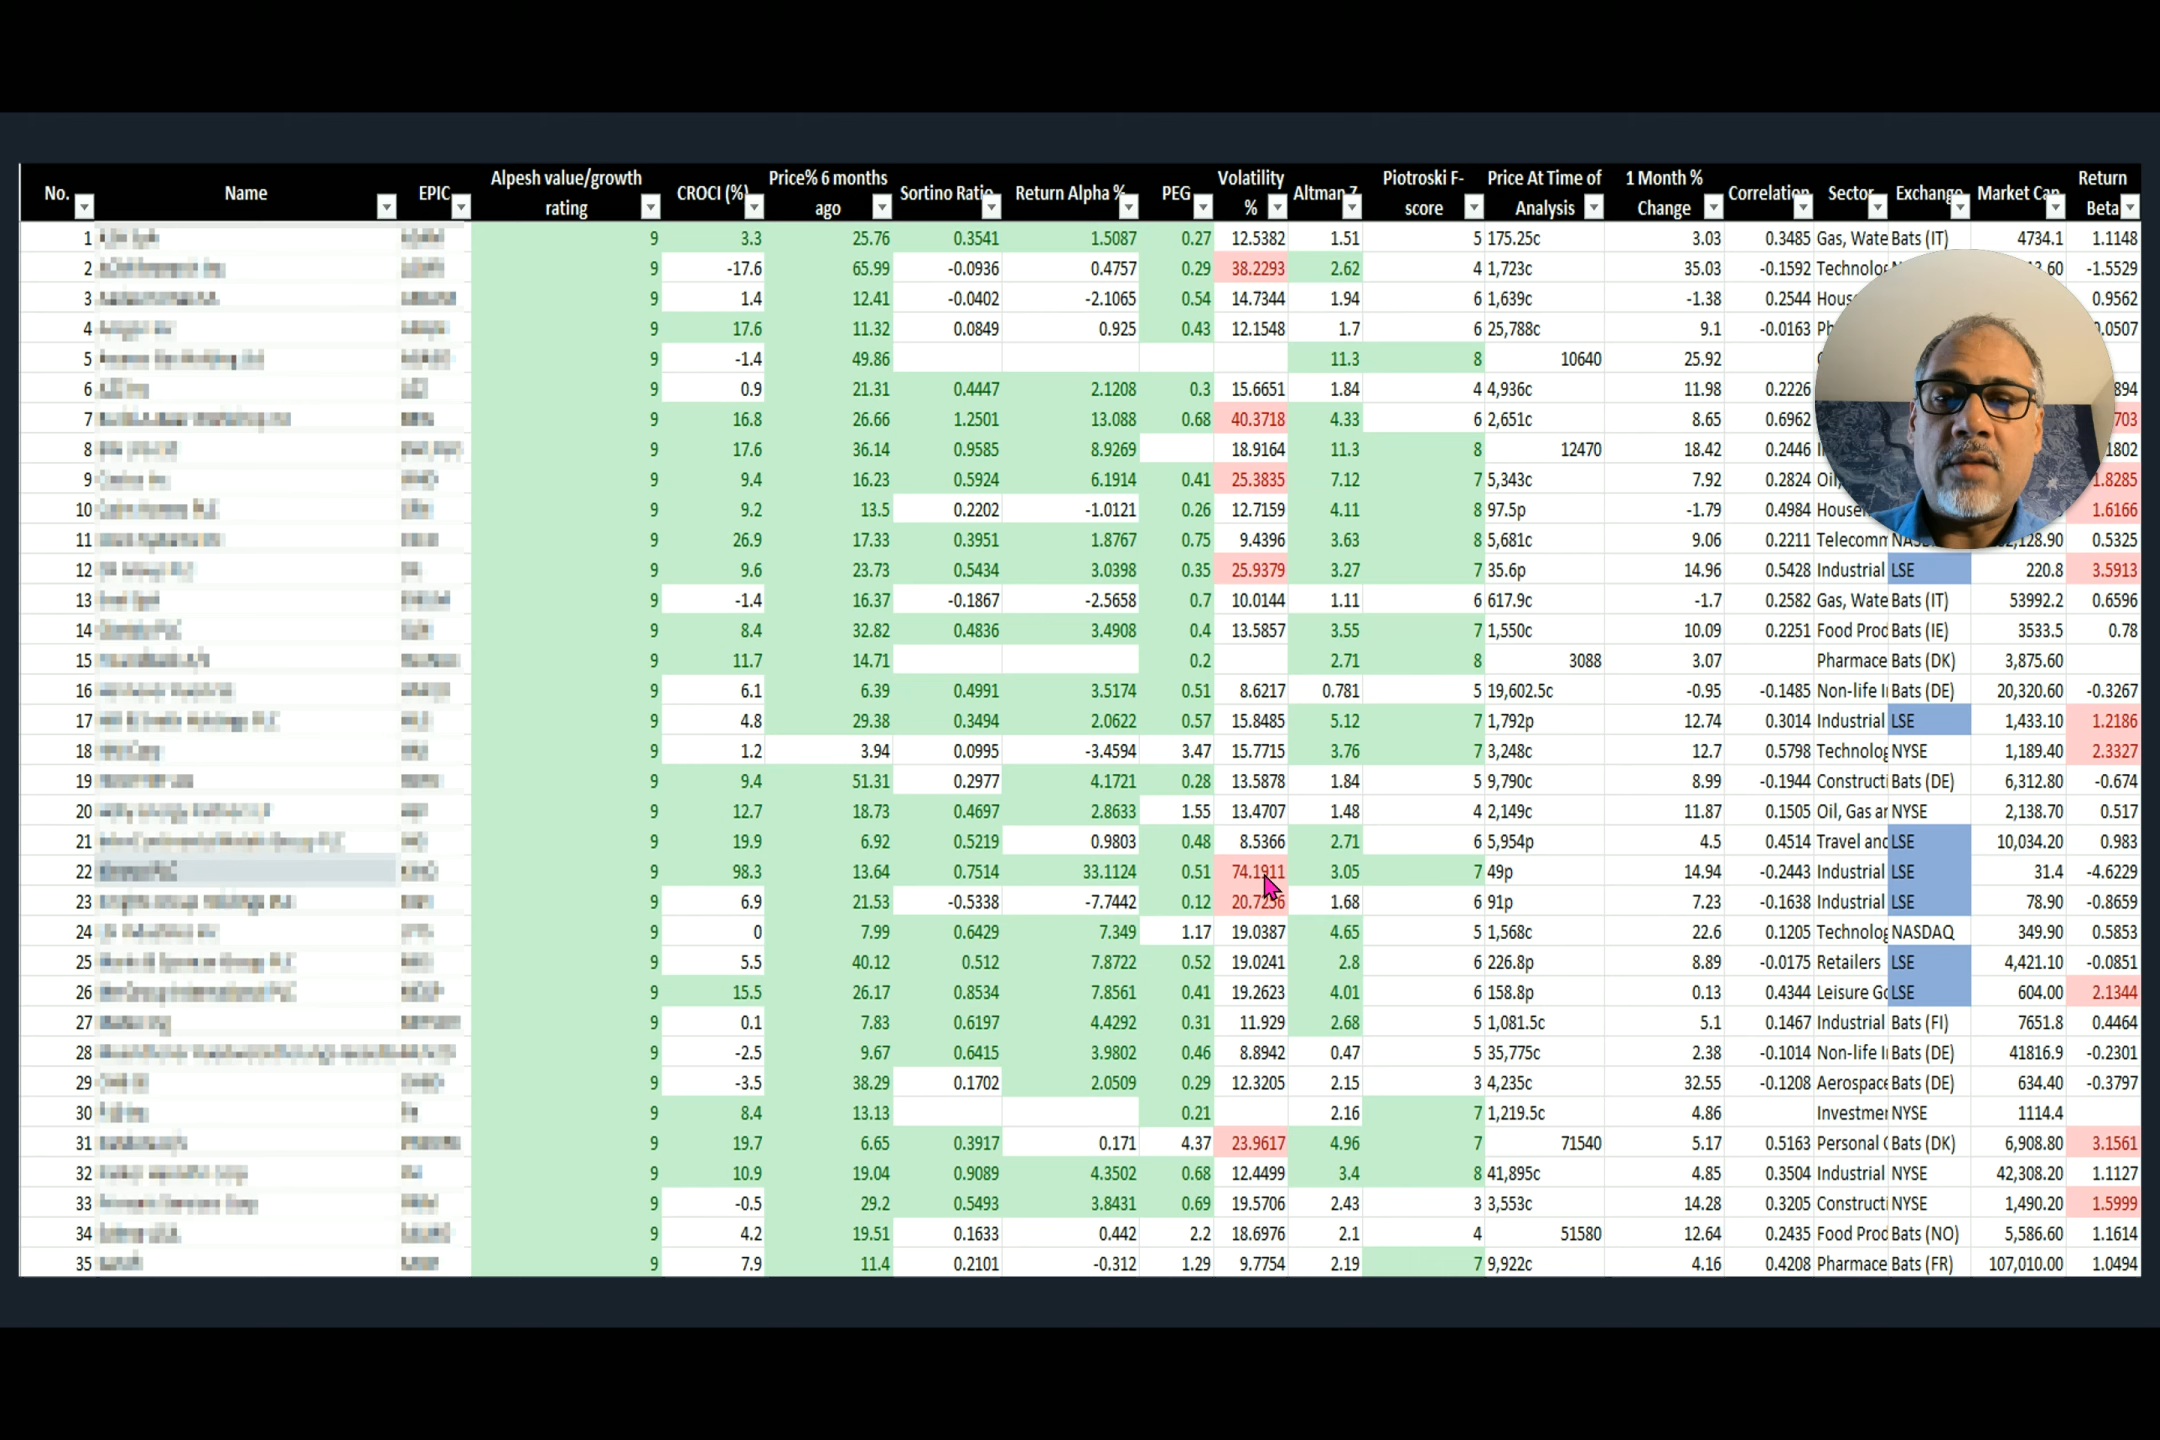 No. Name EPIC Alpesh value/growth rating CROCI (%) Price% 6 months ago Sortino Ratio Return Alpha % PEG Volatility % Altman Z Piotroski F-score Price At Time of Analysis 1 Month % Change Correlation Sector Exchange Market Cap Return Beta
1 9 3.3 25.76 0.3541 1.5087 0.27 12.5382 1.51 5 175.25c 3.03 0.3485 Gas, Wate Bats (IT) 4734.1 1.1148
2 9 -17.6 65.99 -0.0936 0.4757 0.29 38.2293 2.62 4 1,723c 35.03 -0.1592 Technolo -1.5529
3 9 1.4 12.41 -0.0402 -2.1065 0.54 14.7344 1.94 6 1,639c -1.38 0.2544 Hous 0.9562
4 9 17.6 11.32 0.0849 0.925 0.43 12.1548 1.7 6 25,788c 9.1 -0.0163 Ph .0507
5 9 -1.4 49.86 11.3 8 10640 25.92
6 9 0.9 21.31 0.4447 2.1208 0.3 15.6651 1.84 4 4,936c 11.98 0.2226 894
7 9 16.8 26.66 1.2501 13.088 0.68 40.3718 4.33 6 2,651c 8.65 0.6962 703
8 9 17.6 36.14 0.9585 8.9269 18.9164 11.3 8 12470 18.42 0.2446 1802
9 9 9.4 16.23 0.5924 6.1914 0.41 25.3835 7.12 7 5,343c 7.92 0.2824 Oil, 1.8285
10 9 9.2 13.5 0.2202 -1.0121 0.26 12.7159 4.11 8 97.5p -1.79 0.4984 House 1.6166
11 9 26.9 17.33 0.3951 1.8767 0.75 9.4396 3.63 8 5,681c 9.06 0.2211 Telecomm NAS 128.90 0.5325
12 9 9.6 23.73 0.5434 3.0398 0.35 25.9379 3.27 7 35.6p 14.96 0.5428 Industrial LSE 220.8 3.5913
13 9 -1.4 16.37 -0.1867 -2.5658 0.7 10.0144 1.11 6 617.9c -1.7 0.2582 Gas, Wate Bats (IT) 53992.2 0.6596
14 9 8.4 32.82 0.4836 3.4908 0.4 13.5857 3.55 7 1,550c 10.09 0.2251 Food Prod Bats (IE) 3533.5 0.78
15 9 11.7 14.71 0.2 2.71 8 3088 3.07 Pharmace Bats (DK) 3,875.60
16 9 6.1 6.39 0.4991 3.5174 0.51 8.6217 0.781 5 19,602.5c -0.95 -0.1485 Non-life I Bats (DE) 20,320.60 -0.3267
17 9 4.8 29.38 0.3494 2.0622 0.57 15.8485 5.12 7 1,792p 12.74 0.3014 Industrial LSE 1,433.10 1.2186
18 9 1.2 3.94 0.0995 -3.4594 3.47 15.7715 3.76 7 3,248c 12.7 0.5798 Technolog NYSE 1,189.40 2.3327
19 9 9.4 51.31 0.2977 4.1721 0.28 13.5878 1.84 5 9,790c 8.99 -0.1944 Constructi Bats (DE) 6,312.80 -0.674
20 9 12.7 18.73 0.4697 2.8633 1.55 13.4707 1.48 4 2,149c 11.87 0.1505 Oil, Gas ar NYSE 2,138.70 0.517
21 9 19.9 6.92 0.5219 0.9803 0.48 8.5366 2.71 6 5,954p 4.5 0.4514 Travel and LSE 10,034.20 0.983
22 9 98.3 13.64 0.7514 33.1124 0.51 74.1911 3.05 7 49p 14.94 -0.2443 Industrial LSE 31.4 -4.6229
23 9 6.9 21.53 -0.5338 -7.7442 0.12 20.7256 1.68 6 91p 7.23 -0.1638 Industrial LSE 78.90 -0.8659
24 9 0 7.99 0.6429 7.349 1.17 19.0387 4.65 5 1,568c 22.6 0.1205 Technolog NASDAQ 349.90 0.5853
25 9 5.5 40.12 0.512 7.8722 0.52 19.0241 2.8 6 226.8p 8.89 -0.0175 Retailers LSE 4,421.10 -0.0851
26 9 15.5 26.17 0.8534 7.8561 0.41 19.2623 4.01 6 158.8p 0.13 0.4344 Leisure Go LSE 604.00 2.1344
27 9 0.1 7.83 0.6197 4.4292 0.31 11.929 2.68 5 1,081.5c 5.1 0.1467 Industrial Bats (FI) 7651.8 0.4464
28 9 -2.5 9.67 0.6415 3.9802 0.46 8.8942 0.47 5 35,775c 2.38 -0.1014 Non-life I Bats (DE) 41816.9 -0.2301
29 9 -3.5 38.29 0.1702 2.0509 0.29 12.3205 2.15 3 4,235c 32.55 -0.1208 Aerospace Bats (DE) 634.40 -0.3797
30 9 8.4 13.13 0.21 2.16 7 1,219.5c 4.86 Investmer NYSE 1114.4
31 9 19.7 6.65 0.3917 0.171 4.37 23.9617 4.96 7 71540 5.17 0.5163 Personal Bats (DK) 6,908.80 3.1561
32 9 10.9 19.04 0.9089 4.3502 0.68 12.4499 3.4 8 41,895c 4.85 0.3504 Industrial NYSE 42,308.20 1.1127
33 9 -0.5 29.2 0.5493 3.8431 0.69 19.5706 2.43 3 3,553c 14.28 0.3205 Constructi NYSE 1,490.20 1.5999
34 9 4.2 19.51 0.1633 0.442 2.2 18.6976 2.1 4 51580 12.64 0.2435 Food Prod Bats (NO) 5,586.60 1.1614
35 9 7.9 11.4 0.2101 -0.312 1.29 9.7754 2.19 7 9,922c 4.16 0.4208 Pharmace Bats (FR) 107,010.00 1.0494